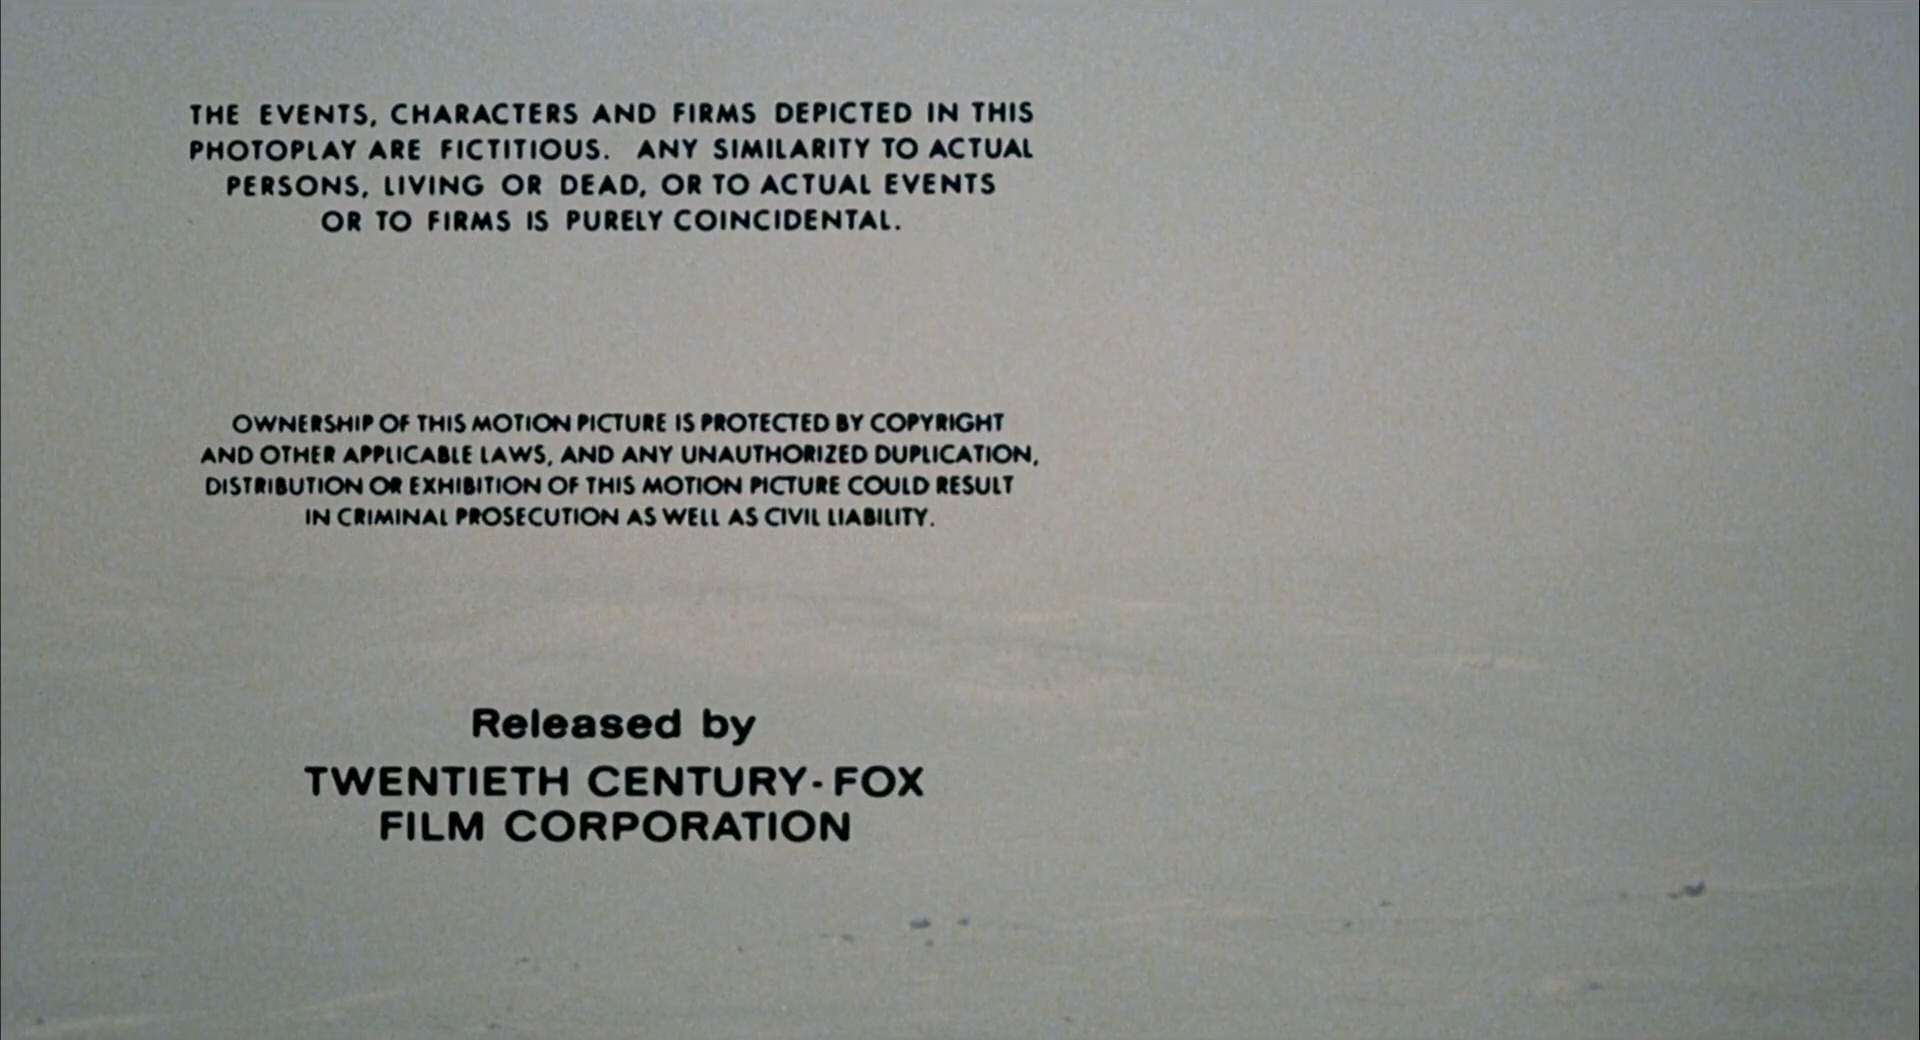 THE EVENTS, CHARACTERS AND FIRMS DEPICTED IN THIS
PHOTOPLAY ARE FICTITIOUS. ANY SIMILARITY TO ACTUAL
PERSONS, LIVING OR DEAD, OR TO ACTUAL EVENTS
OR TO FIRMS IS PURELY COINCIDENTAL.
OWNERSHIP OF THIS MOTION PICTURE IS PROTECTED BY COPYRIGHT
AND OTHER APPLICABLE LAWS, AND ANY UNAUTHORIZED DUPLICATION,
DISTRIBUTION OR EXHIBITION OF THIS MOTION PICTURE COULD RESULT
IN CRIMINAL PROSECUTION AS WELL AS CIVIL LIABILITY.
Released by
TWENTIETH CENTURY-FOX
FILM CORPORATION